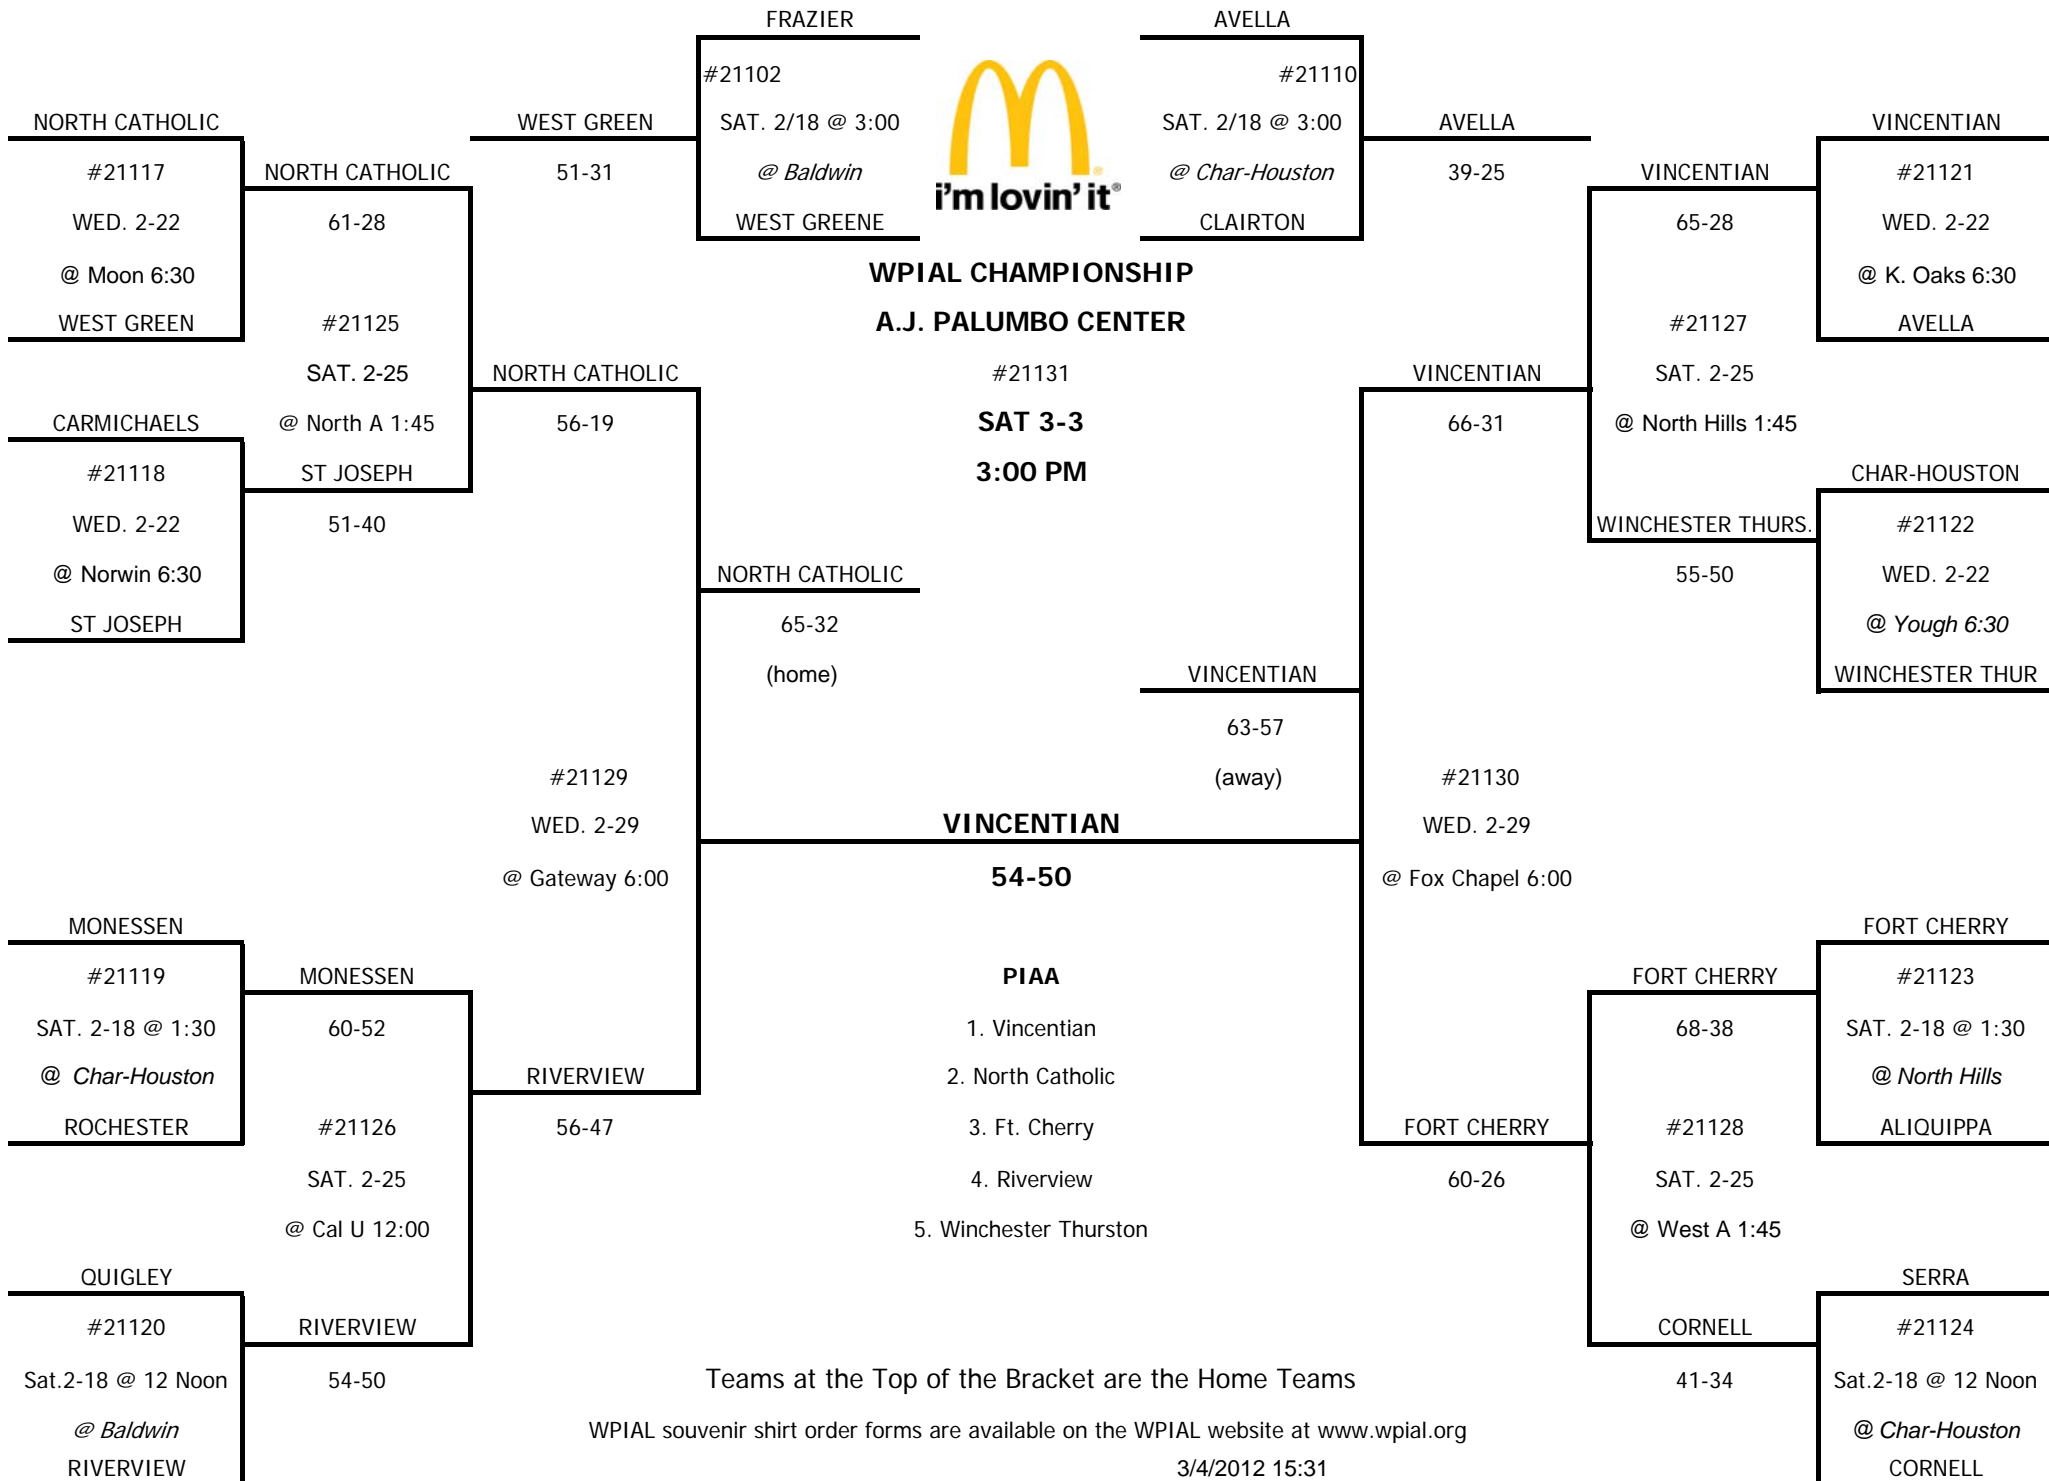 FRAZIER AVELLA
#21102 #21110
NORTH CATHOLIC WEST GREEN SAT. 2/18 @ 3:00 SAT. 2/18 @ 3:00 AVELLA VINCENTIAN
#21117 NORTH CATHOLIC 51-31 @ Baldwin @ Char-Houston 39-25 VINCENTIAN #21121
i'm lovin' it®
WED. 2-22 61-28 WEST GREENE CLAIRTON 65-28 WED. 2-22
@ Moon 6:30 WPIAL CHAMPIONSHIP @ K. Oaks 6:30
WEST GREEN #21125 A.J. PALUMBO CENTER #21127 AVELLA
SAT. 2-25 NORTH CATHOLIC #21131 VINCENTIAN SAT. 2-25
CARMICHAELS @ North A 1:45 56-19 SAT 3-3 66-31 @ North Hills 1:45
#21118 ST JOSEPH 3:00 PM CHAR-HOUSTON
WED. 2-22 51-40 WINCHESTER THURS. #21122
@ Norwin 6:30 NORTH CATHOLIC 55-50 WED. 2-22
ST JOSEPH 65-32 @ Yough 6:30
(home) VINCENTIAN WINCHESTER THUR
63-57
#21129 (away) #21130
WED. 2-29 VINCENTIAN WED. 2-29
@ Gateway 6:00 54-50 @ Fox Chapel 6:00
MONESSEN FORT CHERRY
#21119 MONESSEN PIAA FORT CHERRY #21123
SAT. 2-18 @ 1:30 60-52 1. Vincentian 68-38 SAT. 2-18 @ 1:30
@ Char-Houston RIVERVIEW 2. North Catholic @ North Hills
ROCHESTER #21126 56-47 3. Ft. Cherry FORT CHERRY #21128 ALIQUIPPA
SAT. 2-25 4. Riverview 60-26 SAT. 2-25
@ Cal U 12:00 5. Winchester Thurston @ West A 1:45
QUIGLEY SERRA
#21120 RIVERVIEW CORNELL #21124
Sat.2-18 @ 12 Noon 54-50 Teams at the Top of the Bracket are the Home Teams 41-34 Sat.2-18 @ 12 Noon
@ Baldwin WPIAL souvenir shirt order forms are available on the WPIAL website at www.wpial.org @ Char-Houston
RIVERVIEW 3/4/2012 15:31 CORNELL